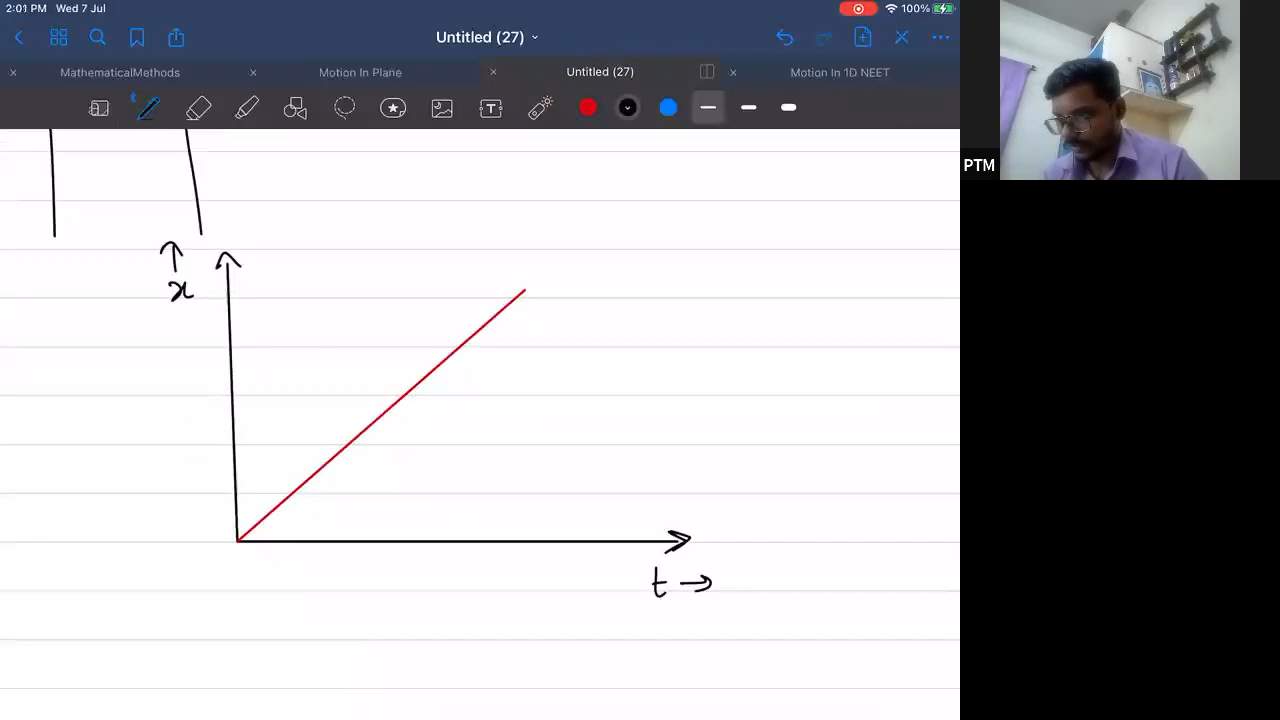 2:01 PM Wed 7 Jul
100%
Untitled (27)
MathematicalMethods
Motion In Plane
Untitled (27)
Motion In 1D NEET
T
PTM
x
t →